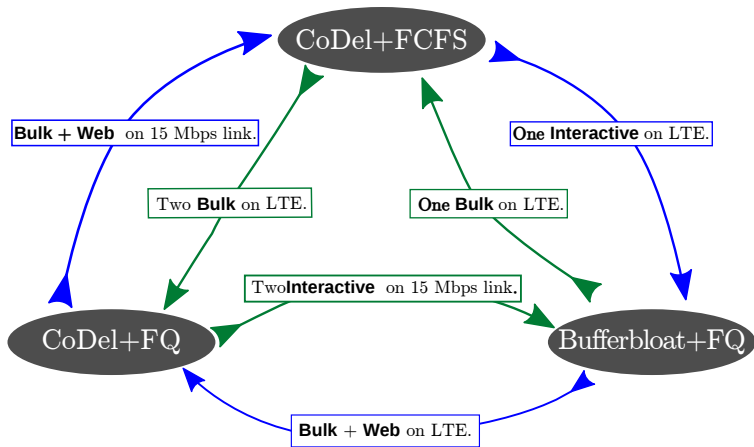 CoDel+FCFS
Bulk + Web on 15 Mbps link.
One Interactive on LTE.
Two Bulk on LTE.
One Bulk on LTE.
TwoInteractive on 15 Mbps link.
CoDel+FQ
Bufferbloat+FQ
Bulk + Web on LTE.